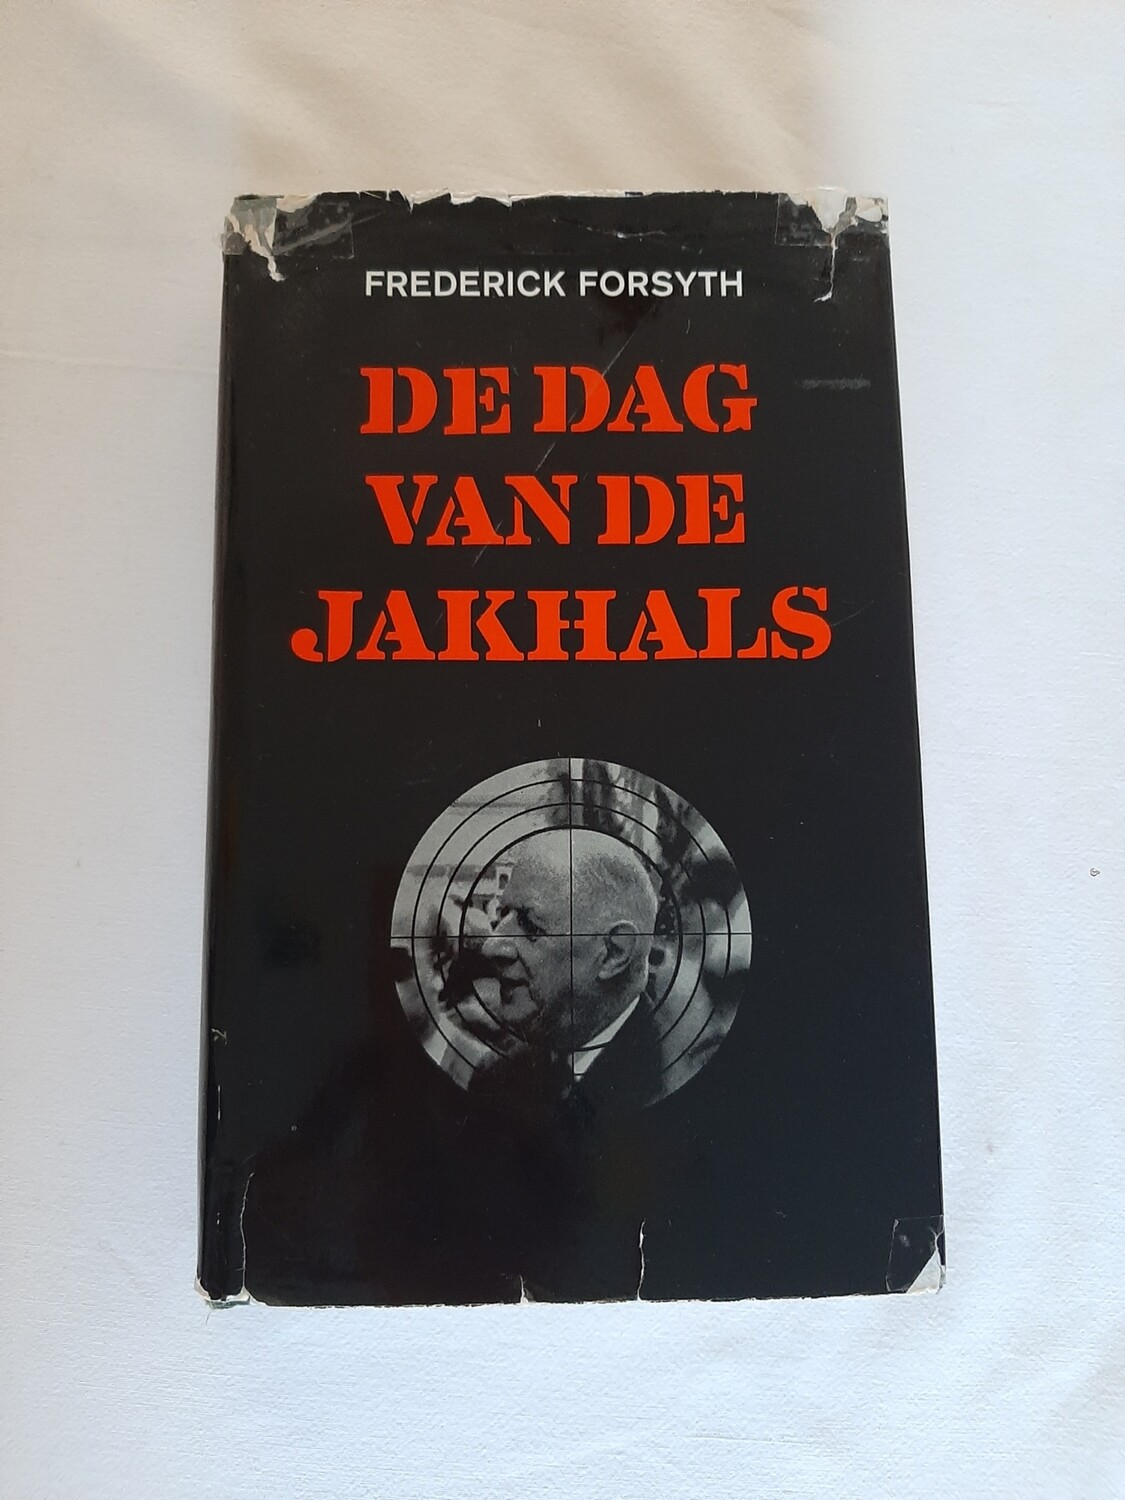 FREDERICK FORSYTH
DE DAG
VAN DE
JAKHALS